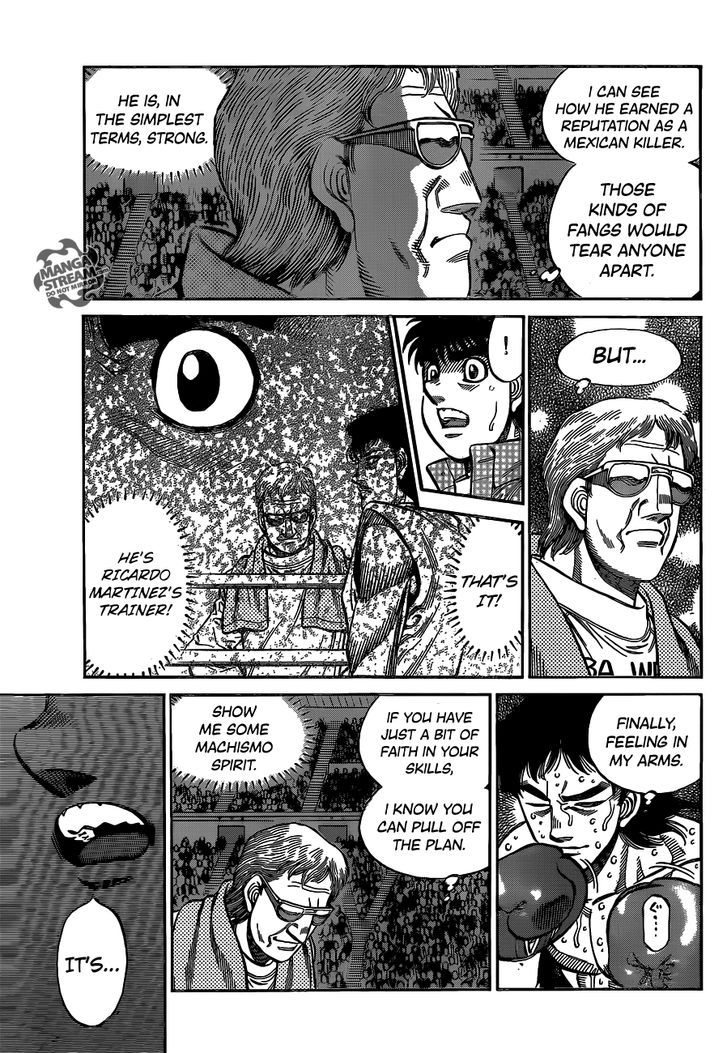 I CAN SEE
HOW HE EARNED A
REPUTATION AS A
MEXICAN KILLER.
THOSE
KINDS OF
FANGS WOULD
TEAR ANYONE
APART.
HE IS, IN
THE SIMPLEST
TERMS, STRONG.
MANGA
STREAM
DO NOT MIRROR
BUT...
!
THAT'S
IT!
HE'S
RICARDO
MARTINEZ'S
TRAINER!
FINALLY,
FEELING IN
MY ARMS.
IF YOU HAVE
JUST A BIT OF
FAITH IN YOUR
SKILLS,
I KNOW YOU
CAN PULL OFF
THE PLAN.
SHOW
ME SOME
MACHISMO
SPIRIT.
IT'S...